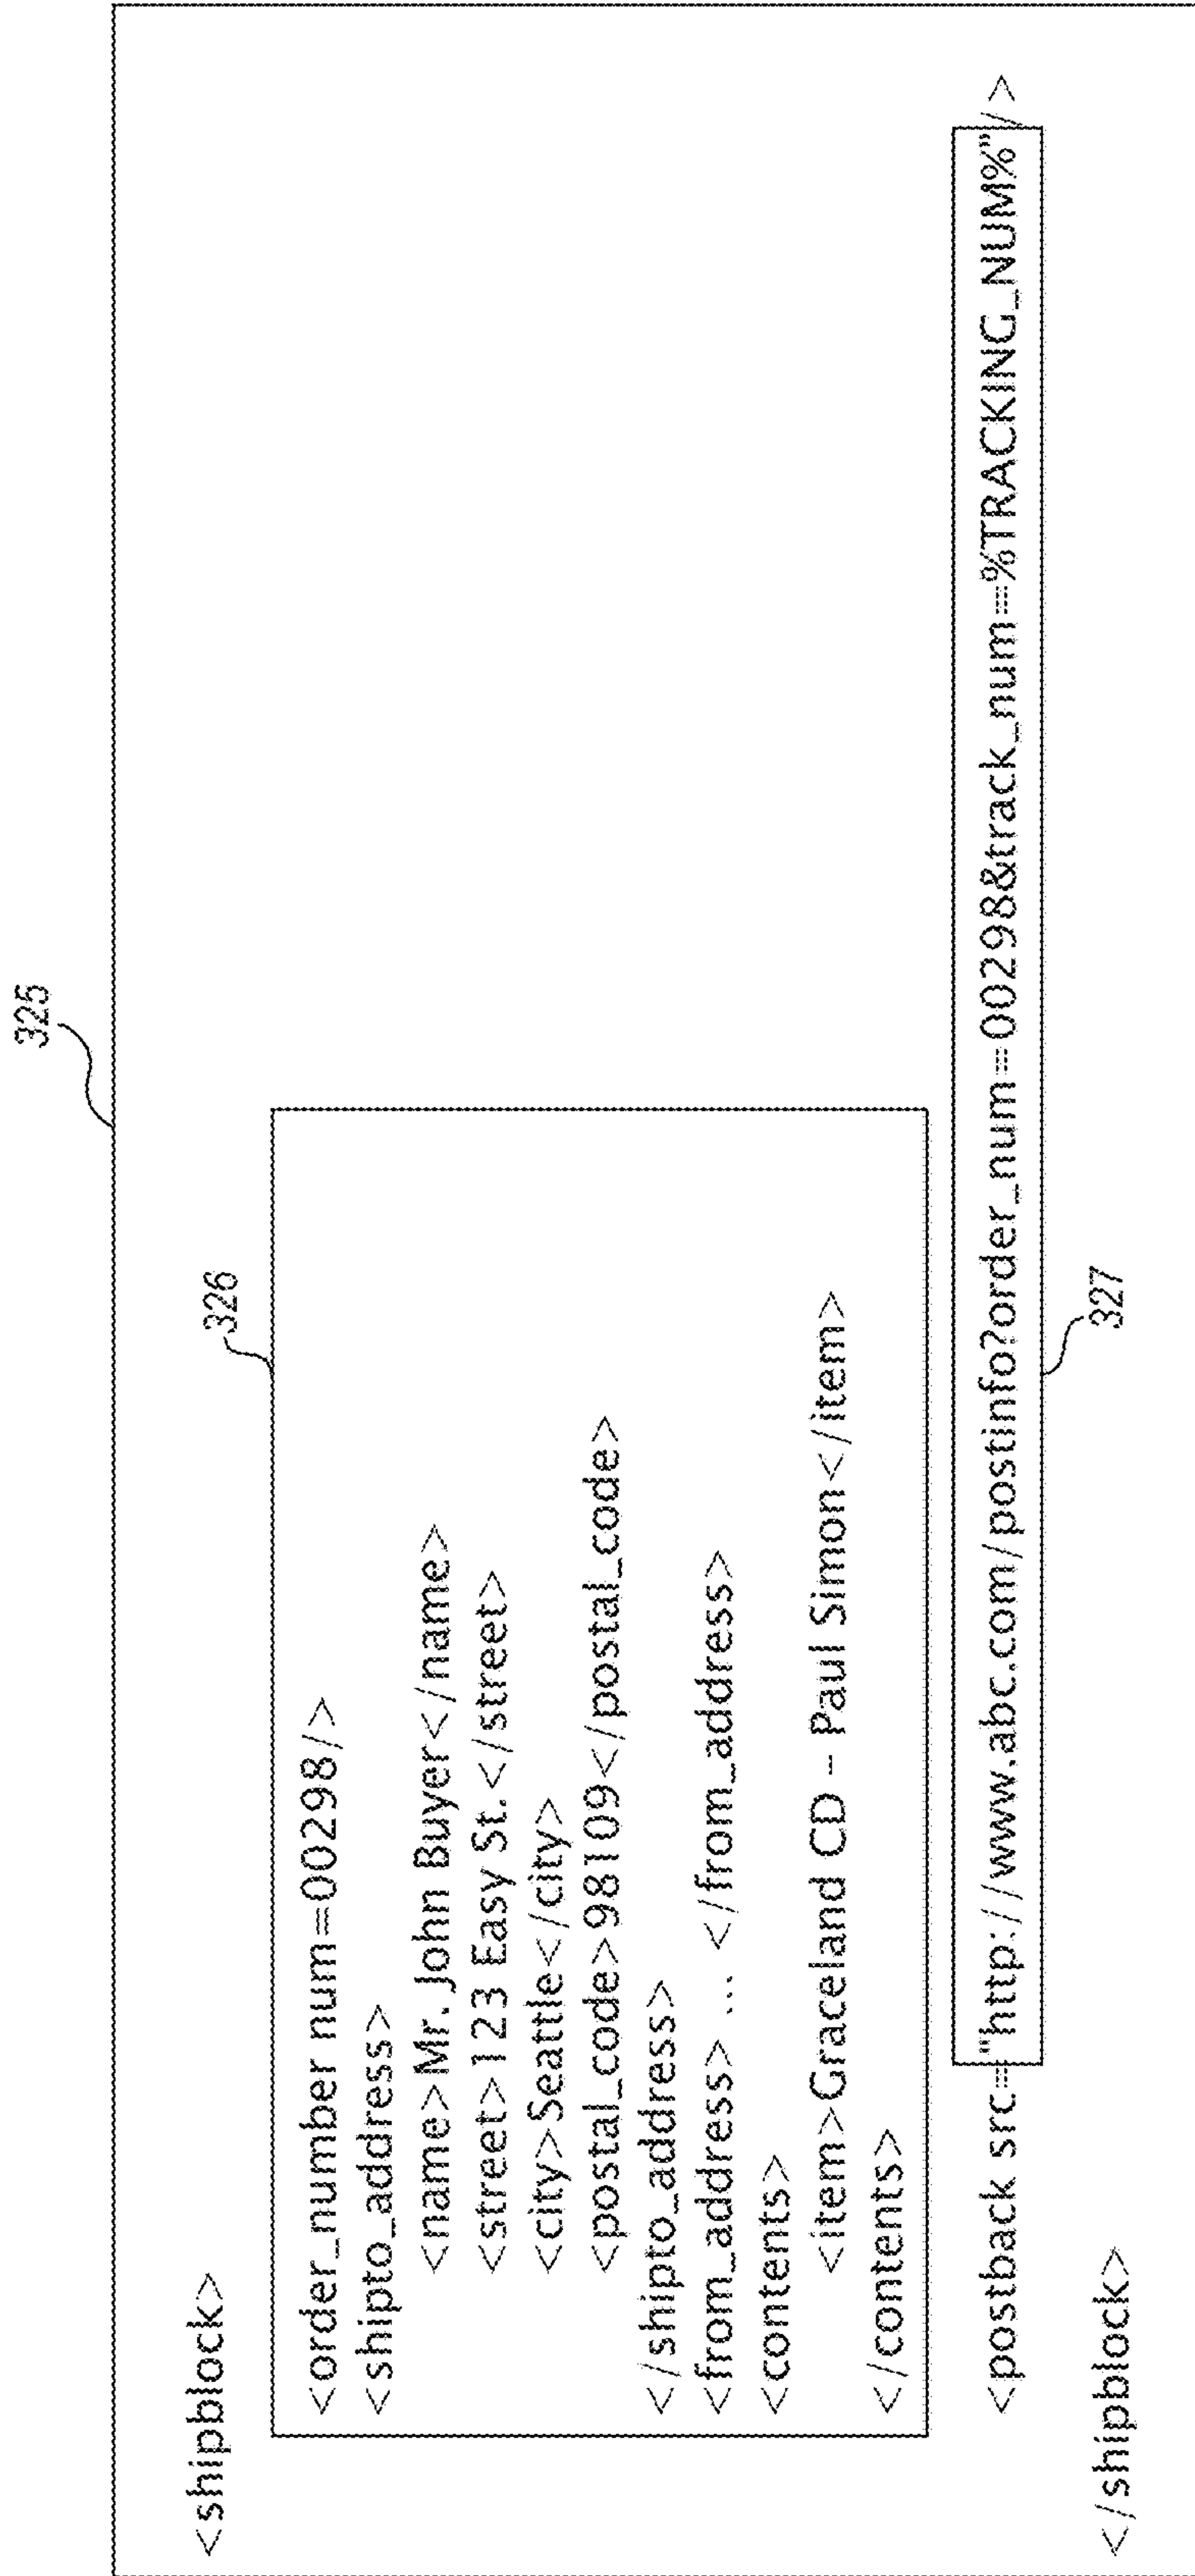 325
<shipblock>
326
<order_number num=00298/>
<shipto_address>
<name>Mr. John Buyer</name>
<street>123 Easy St.</street>
<city>Seattle</city>
<postal_code>98109</postal_code>
</shipto_address>
<from_address> ... </from_address>
<contents>
<item>Graceland CD - Paul Simon</item>
</contents>
<postback src="http://www.abc.com/postinfo?order_num=00298&track_num=%TRACKING_NUM%"/>
327
</shipblock>